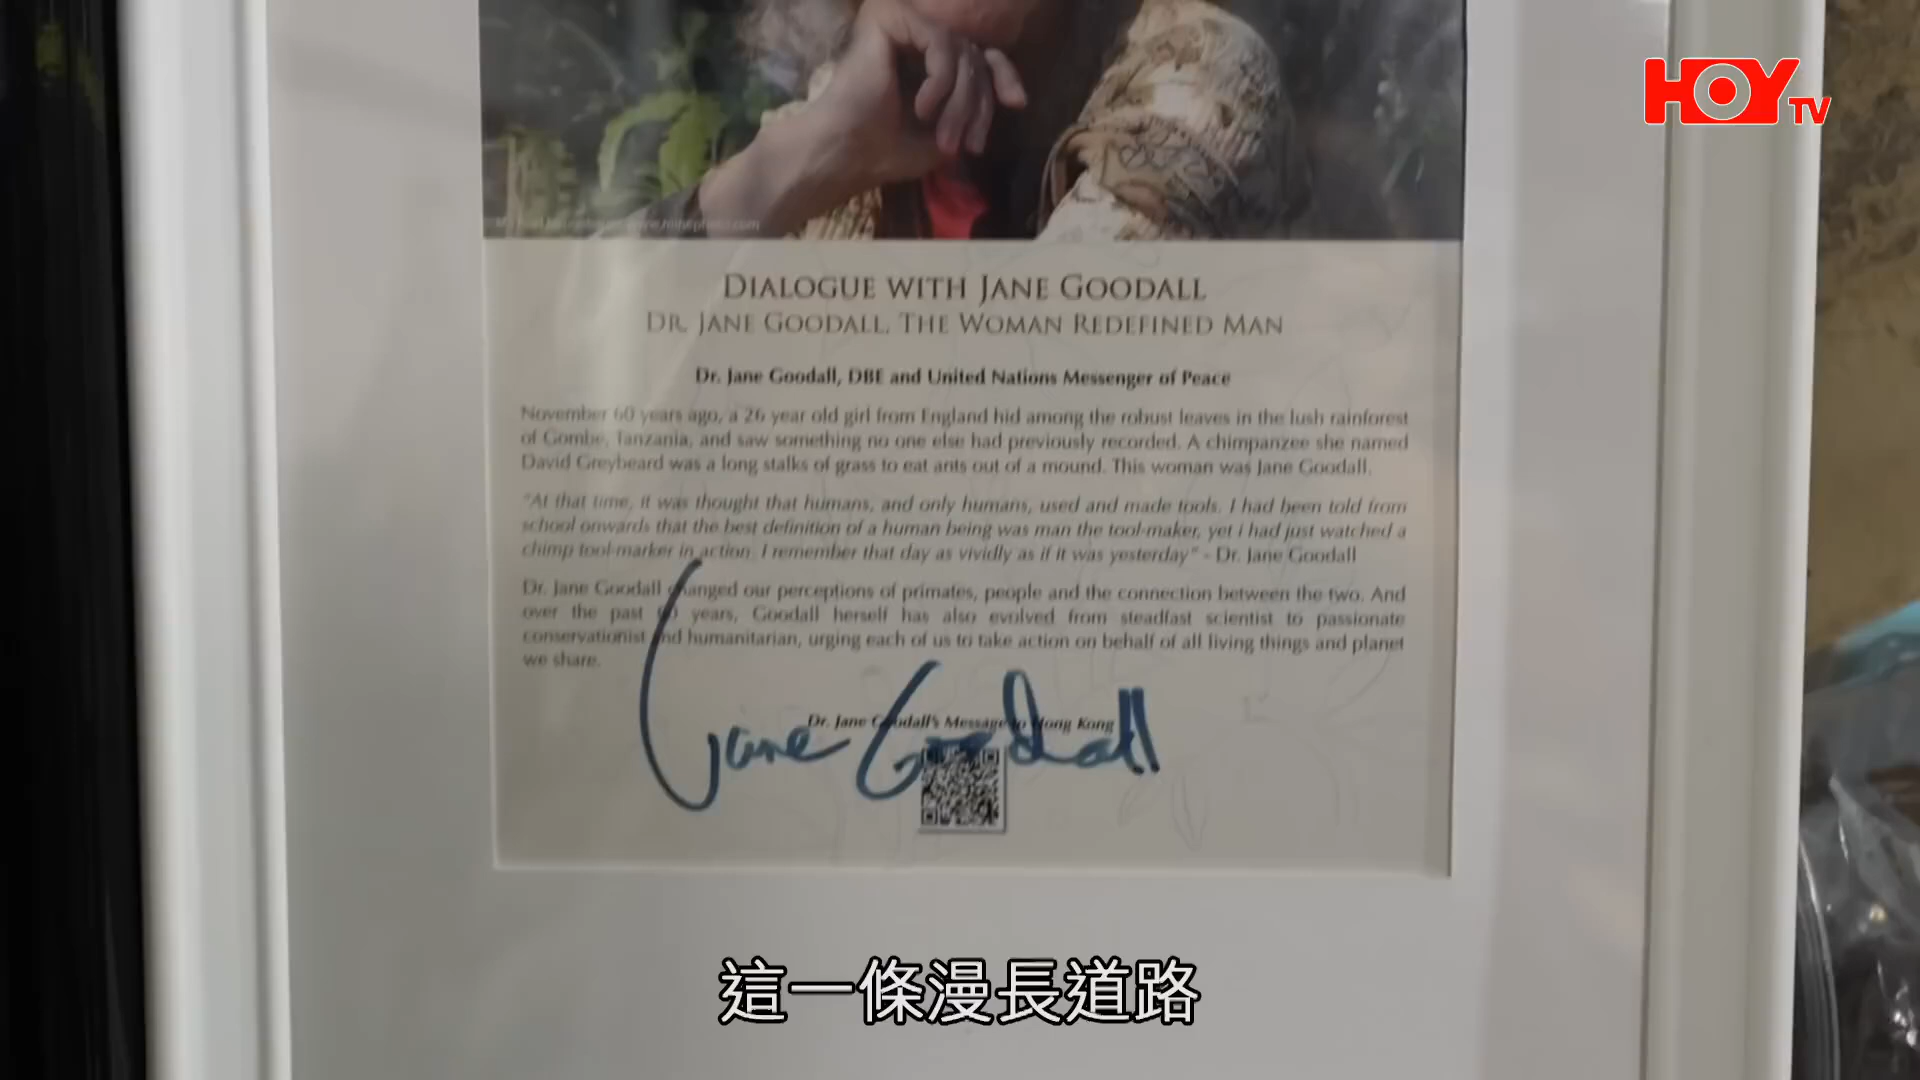 HOY TV
DIALOGUE WITH JANE GOODALL
DR. JANE GOODALL, THE WOMAN REDEFINED MAN
Dr. Jane Goodall, DBE and United Nations Messenger of Peace
November 60 years ago, a 26 year old girl from England hid among the robust leaves in the lush rainforest
of Gombe, Tanzania, and saw something no one else had previously recorded. A chimpanzee she named
David Greybeard was a long stalks of grass to eat ants out of a mound. This woman was Jane Goodall.
"At that time, it was thought that humans, and only humans, used and made tools. I had been told from
school onwards that the best definition of a human being was man the tool-maker, yet i had just watched a
chimp tool-marker in action. I remember that day as vividly as if it was yesterday" - Dr. Jane Goodall
Dr. Jane Goodall changed our perceptions of primates, people and the connection between the two. And
over the past years, Goodall herself has also evolved from steadfast scientist to passionate
conservationist and humanitarian, urging each of us to take action on behalf of all living things and planet
we share.
Dr. Jane Goodall's Message to Hong Kong
Jane Goodall
這一條漫長道路